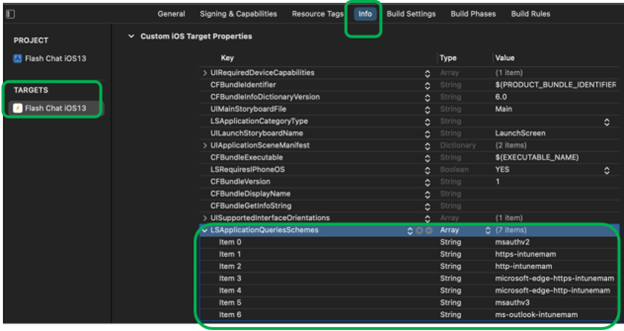 General Signing & Capabilities Resource Tags Info Build Settings Build Phases Build Rules
PROJECT
Flash Chat iOS13
TARGETS
Flash Chat iOS13
Custom iOS Target Properties
Key Type Value
UIRequiredDeviceCapabilities Array (1 item)
CFBundleIdentifier String $(PRODUCT_BUNDLE_IDENTIFIER
CFBundleInfoDictionaryVersion String 6.0
UIMainStoryboardFile String Main
LSApplicationCategoryType String
UILaunchStoryboardName String LaunchScreen
UIApplicationSceneManifest Dictionary (2 items)
CFBundleExecutable String $(EXECUTABLE_NAME)
LSRequiresIPhoneOS Boolean YES
CFBundleVersion String 1
CFBundleDisplayName String
CFBundleGetInfoString String
UISupportedInterfaceOrientations Array (1 item)
LSApplicationQueriesSchemes Array (7 items)
Item 0 String msauthv2
Item 1 String https-intunemam
Item 2 String http-intunemam
Item 3 String microsoft-edge-https-intunemam
Item 4 String microsoft-edge-http-intunemam
Item 5 String msauthv3
Item 6 String ms-outlook-intunemam